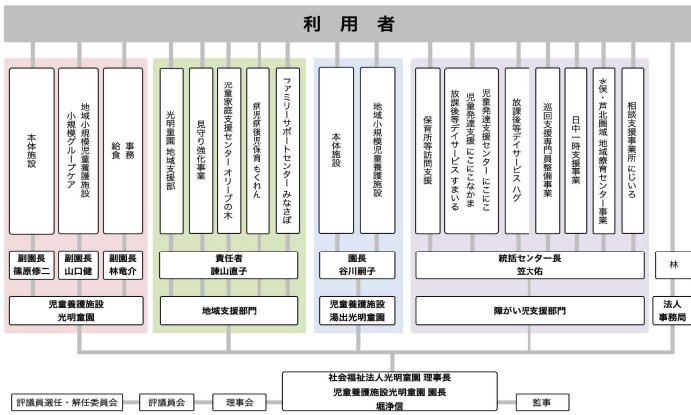 利用者
本体施設
地域小規模児童養護施設
小規模グループケア
事務
給食
光明童園 地域支援部
見守り強化事業
児童家庭支援センター オリーブの木
病児病後児保育 もくれん
ファミリーサポートセンター みなさぽ
本体施設
地域小規模児童養護施設
保育所等訪問支援
児童発達支援センター にこにこ
児童発達支援 にこにこなかま
放課後等デイサービス すまいる
放課後等デイサービス ハグ
巡回支援専門員整備事業
日中一時支援事業
水俣・芦北圏域 地域療育センター事業
相談支援事業所 にじいろ
副園長
篠原修二
副園長
山口健
副園長
林竜介
責任者
諫山直子
園長
谷川嗣子
統括センター長
笠大佑
林
児童養護施設
光明童園
地域支援部門
児童養護施設
湯出光明童園
障がい児支援部門
法人
事務局
社会福祉法人光明童園 理事長
児童養護施設光明童園 園長
堀浄信
評議員選任・解任委員会
評議員会
理事会
監事